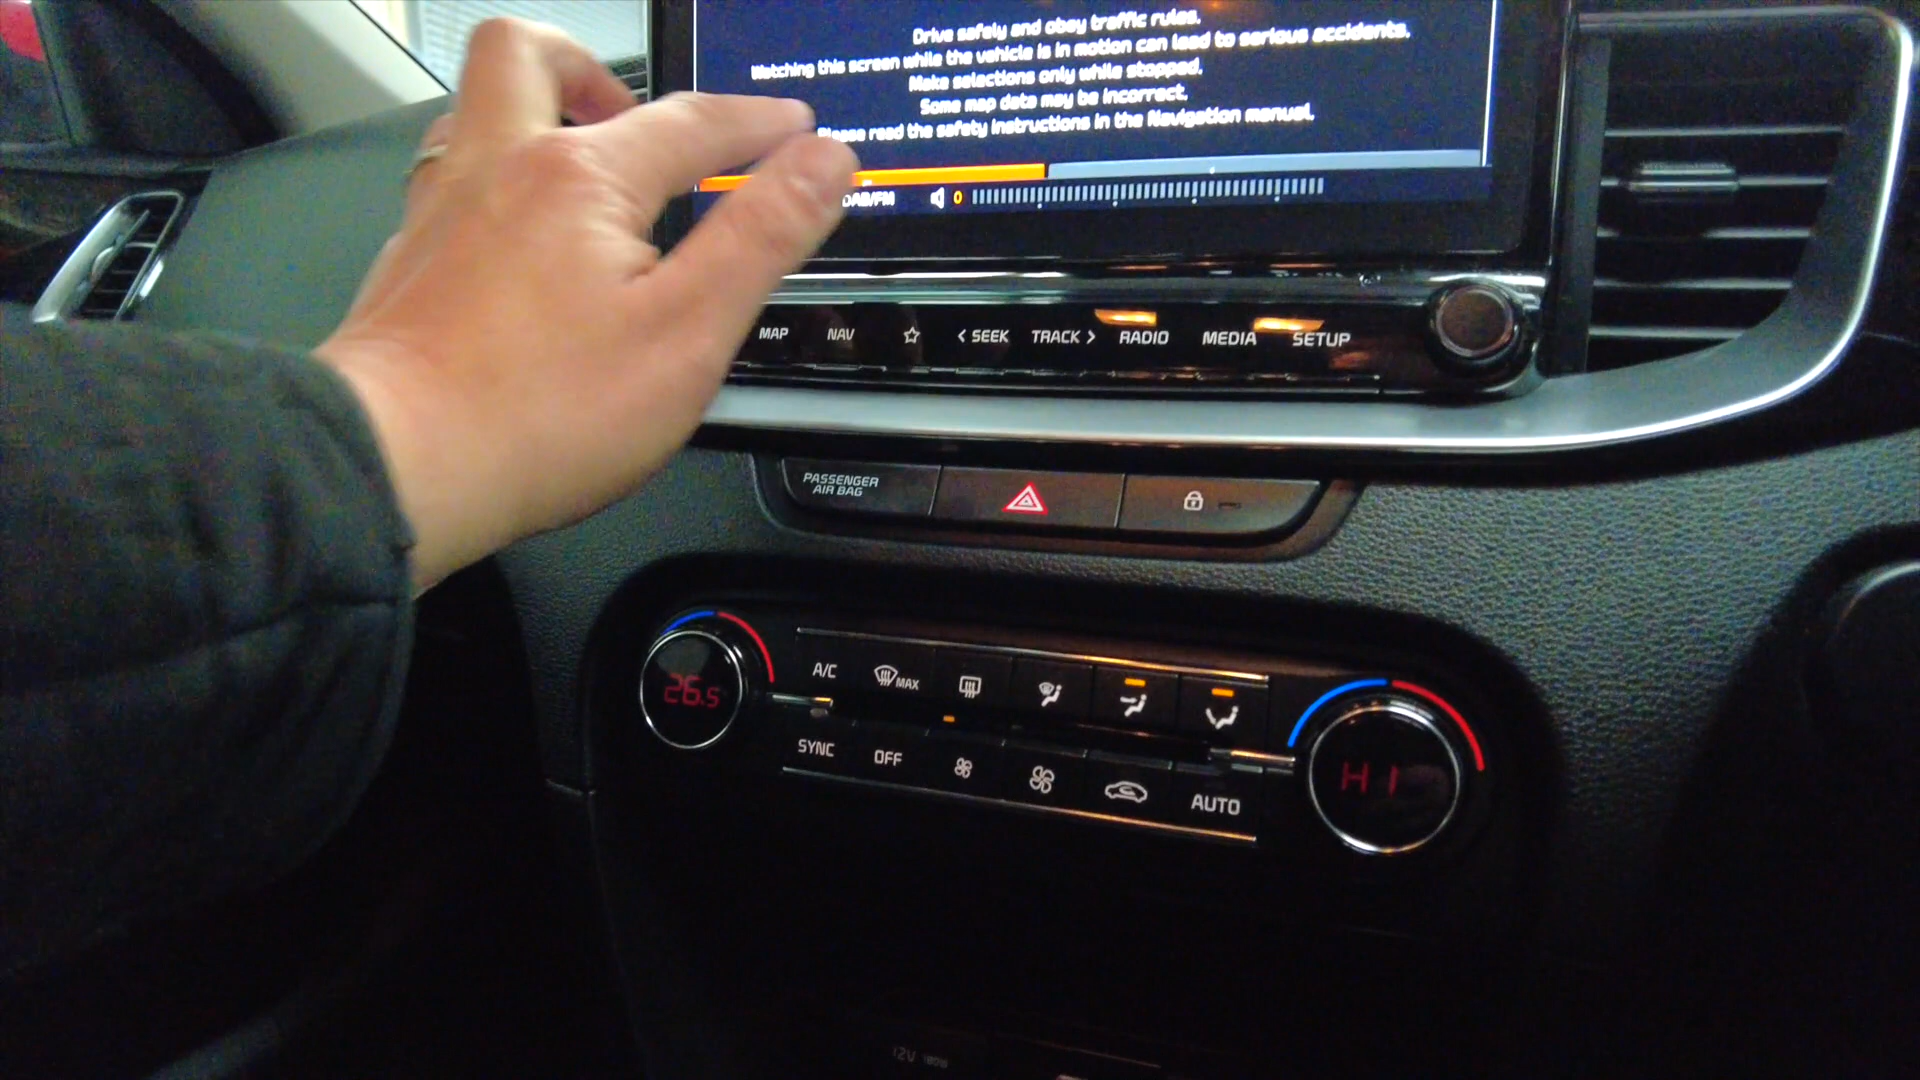 Drive safely and obey traffic rules.
Watching this screen while the vehicle is in motion can lead to serious accidents.
Make selections only while stopped.
Some map data may be incorrect.
Please read the safety instructions in the Navigation manual.
DAB/FM 0
MAP NAV < SEEK TRACK > RADIO MEDIA SETUP
PASSENGER
AIR BAG
26.5
A/C MAX
HI
SYNC OFF AUTO
12V 180W